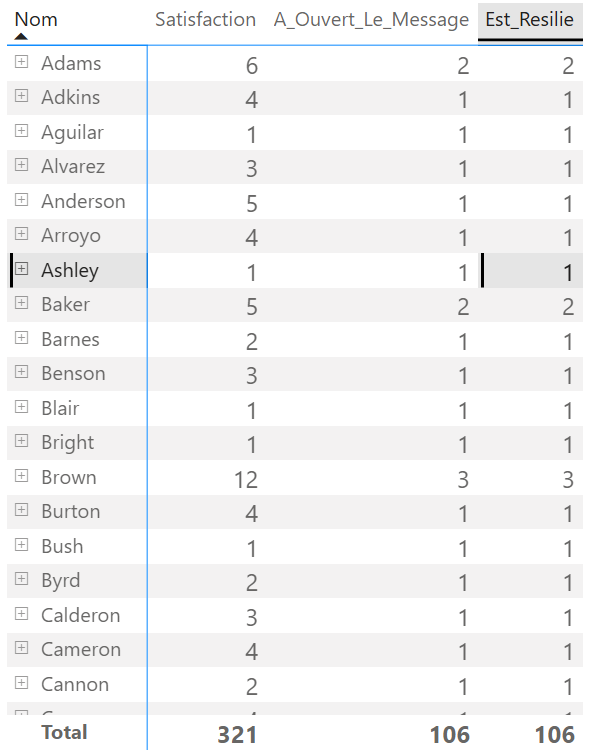 Nom Satisfaction A_Ouvert_Le_Message Est_Resilie
Adams 6 2 2
Adkins 4 1 1
Aguilar 1 1 1
Alvarez 3 1 1
Anderson 5 1 1
Arroyo 4 1 1
Ashley 1 1 1
Baker 5 2 2
Barnes 2 1 1
Benson 3 1 1
Blair 1 1 1
Bright 1 1 1
Brown 12 3 3
Burton 4 1 1
Bush 1 1 1
Byrd 2 1 1
Calderon 3 1 1
Cameron 4 1 1
Cannon 2 1 1
Total 321 106 106